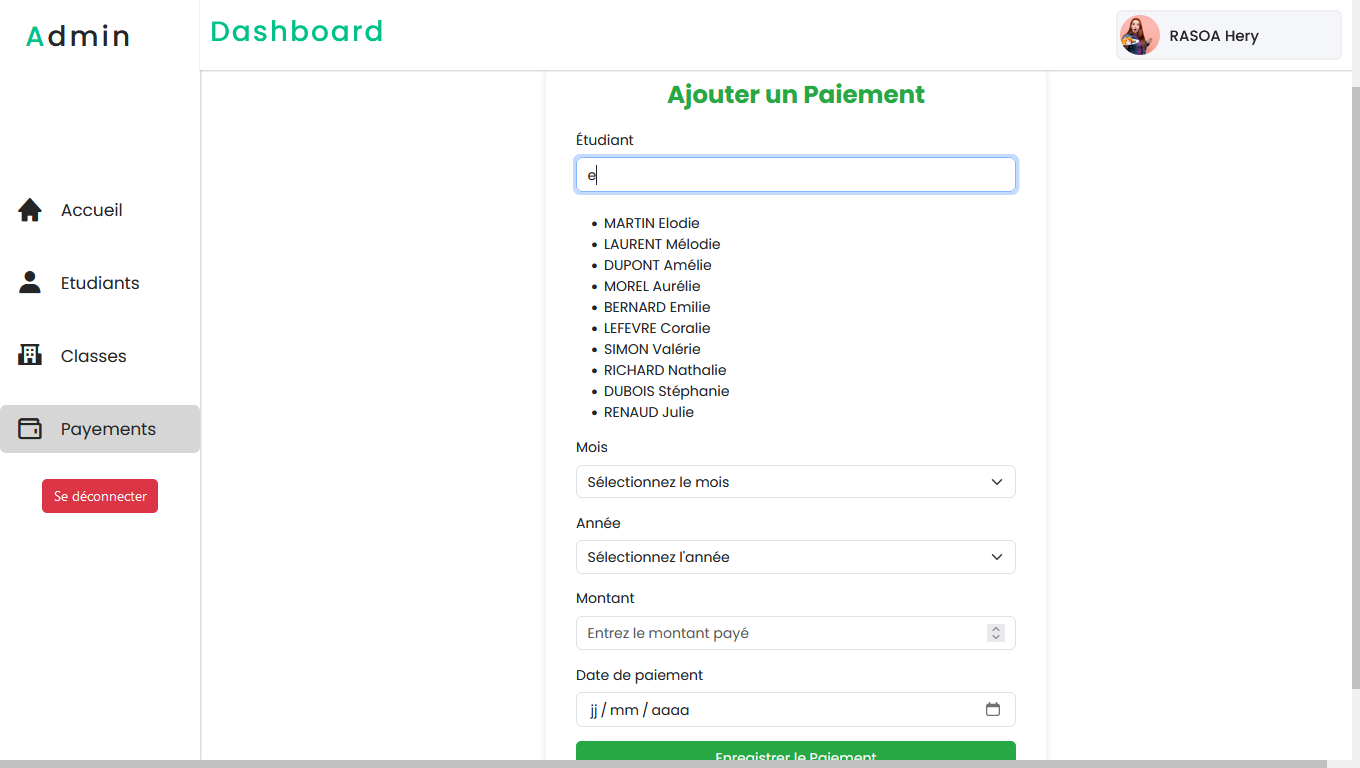 Admin
Dashboard
RASOA Hery
Accueil
Etudiants
Classes
Payements
Se déconnecter
Ajouter un Paiement
Étudiant
e
MARTIN Elodie
LAURENT Mélodie
DUPONT Amélie
MOREL Aurélie
BERNARD Emilie
LEFEVRE Coralie
SIMON Valérie
RICHARD Nathalie
DUBOIS Stéphanie
RENAUD Julie
Mois
Sélectionnez le mois
Année
Sélectionnez l'année
Montant
Entrez le montant payé
Date de paiement
jj / mm / aaaa
Enregistrer le Paiement